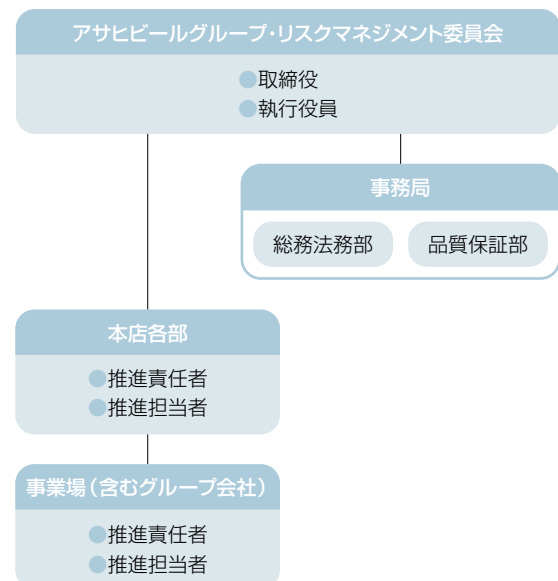 アサヒビールグループ・リスクマネジメント委員会
●取締役
●執行役員
事務局
総務法務部 品質保証部
本店各部
●推進責任者
●推進担当者
事業場（含むグループ会社）
●推進責任者
●推進担当者